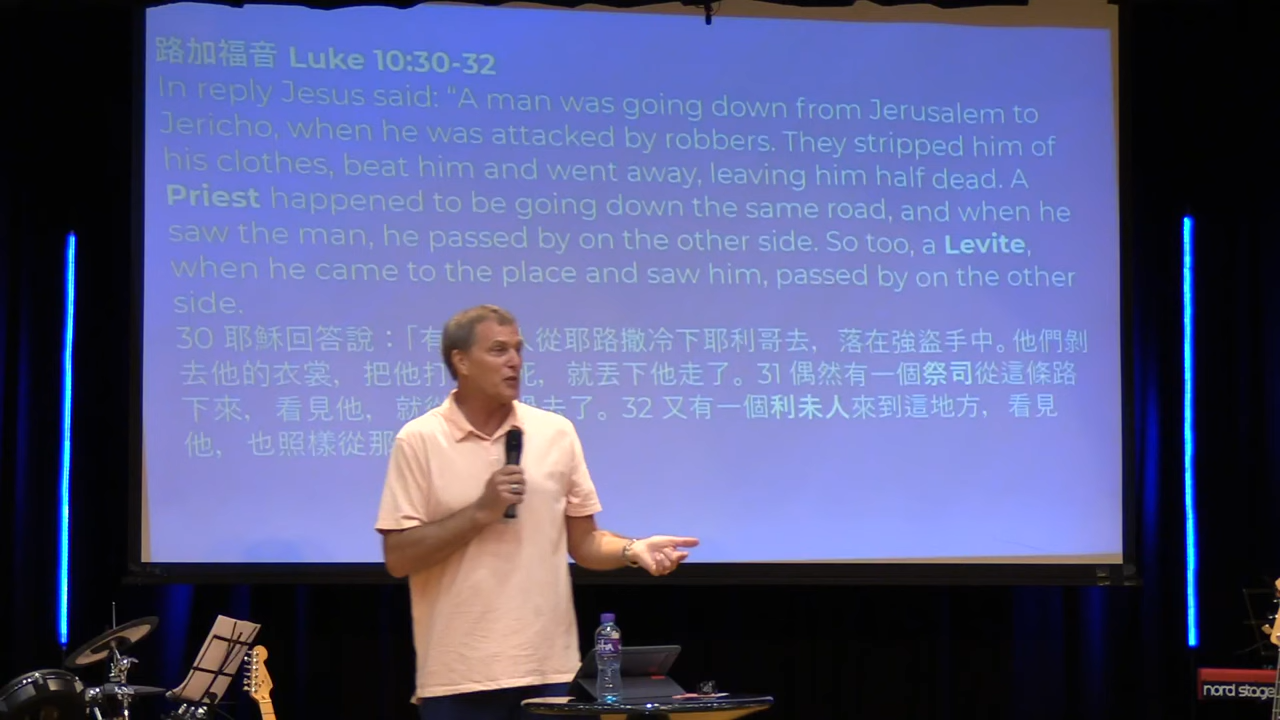 路加福音 Luke 10:30-32
In reply Jesus said: “A man was going down from Jerusalem to
Jericho, when he was attacked by robbers. They stripped him of
his clothes, beat him and went away, leaving him half dead. A
Priest happened to be going down the same road, and when he
saw the man, he passed by on the other side. So too, a Levite,
when he came to the place and saw him, passed by on the other
side.
30 耶穌回答說：「有 人從耶路撒冷下耶利哥去， 落在強盜手中。他們剝
去他的衣裳， 把他打 死， 就丟下他走了。31 偶然有一個祭司從這條路
下來， 看見他， 就從 過去了。32 又有一個利未人來到這地方， 看見
他， 也照樣從那
nord stage